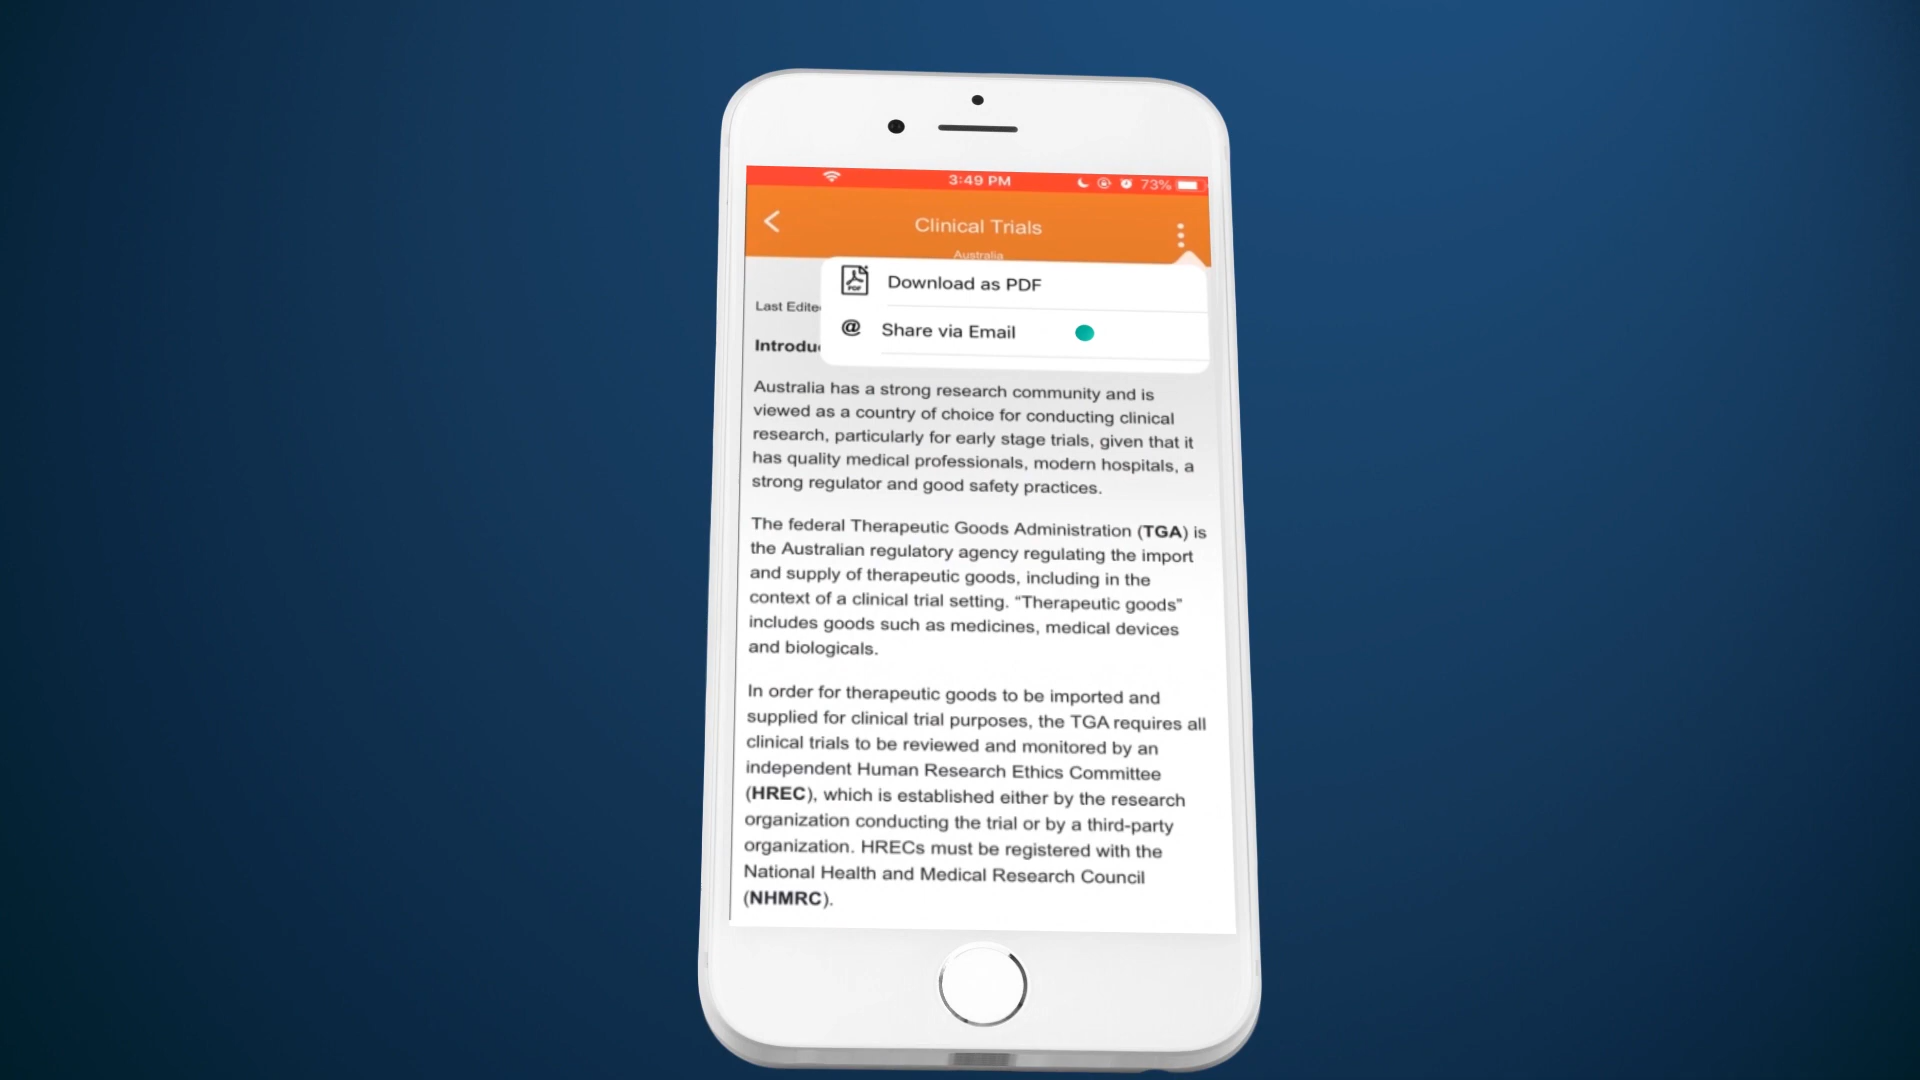 3:49 PM
73%
Clinical Trials
Australia
PDF
Download as PDF
Last Edite
@ Share via Email
Introdu
Australia has a strong research community and is
viewed as a country of choice for conducting clinical
research, particularly for early stage trials, given that it
has quality medical professionals, modern hospitals, a
strong regulator and good safety practices.
The federal Therapeutic Goods Administration (TGA) is
the Australian regulatory agency regulating the import
and supply of therapeutic goods, including in the
context of a clinical trial setting. “Therapeutic goods”
includes goods such as medicines, medical devices
and biologicals.
In order for therapeutic goods to be imported and
supplied for clinical trial purposes, the TGA requires all
clinical trials to be reviewed and monitored by an
independent Human Research Ethics Committee
(HREC), which is established either by the research
organization conducting the trial or by a third-party
organization. HRECs must be registered with the
National Health and Medical Research Council
(NHMRC).